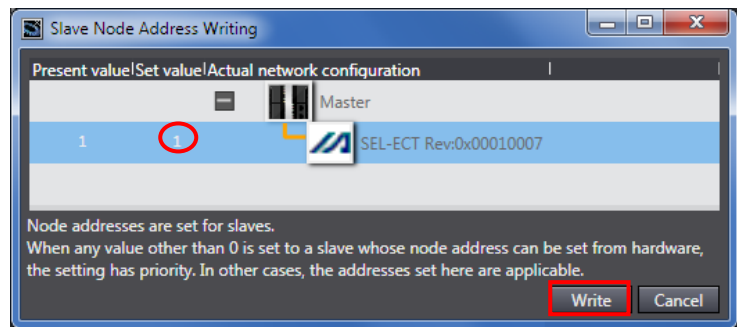 Slave Node Address Writing
Present value|Set value|Actual network configuration
Master
1 1 SEL-ECT Rev:0x00010007
Node addresses are set for slaves.
When any value other than 0 is set to a slave whose node address can be set from hardware,
the setting has priority. In other cases, the addresses set here are applicable.
Write Cancel